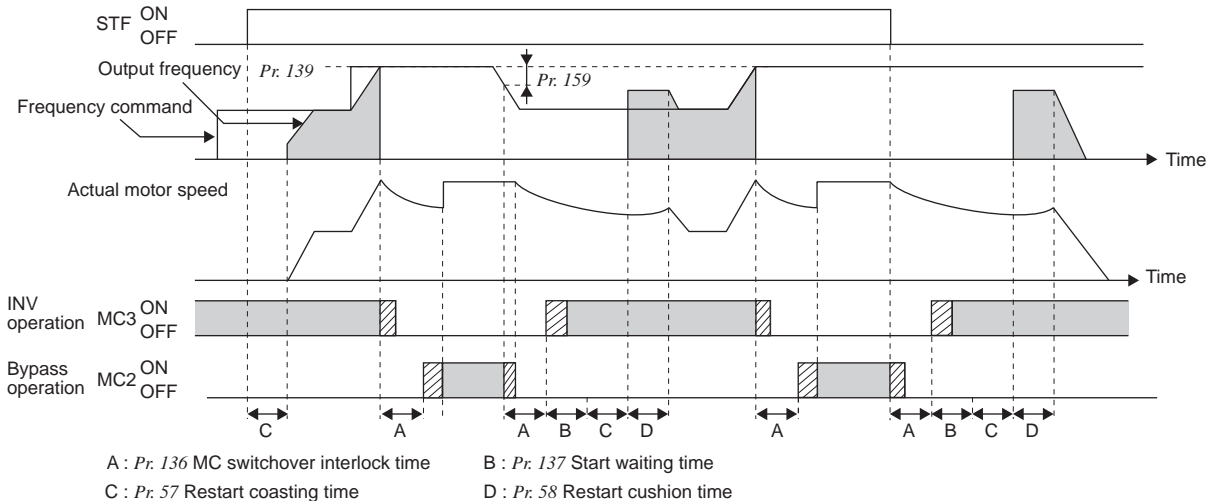 STF ON
OFF
Output frequency
Pr. 139
Pr. 159
Frequency command
Time
Actual motor speed
Time
INV operation MC3 ON
OFF
Bypass operation MC2 ON
OFF
C A A B C D A A B C D
A : Pr. 136 MC switchover interlock time B : Pr. 137 Start waiting time
C : Pr. 57 Restart coasting time D : Pr. 58 Restart cushion time